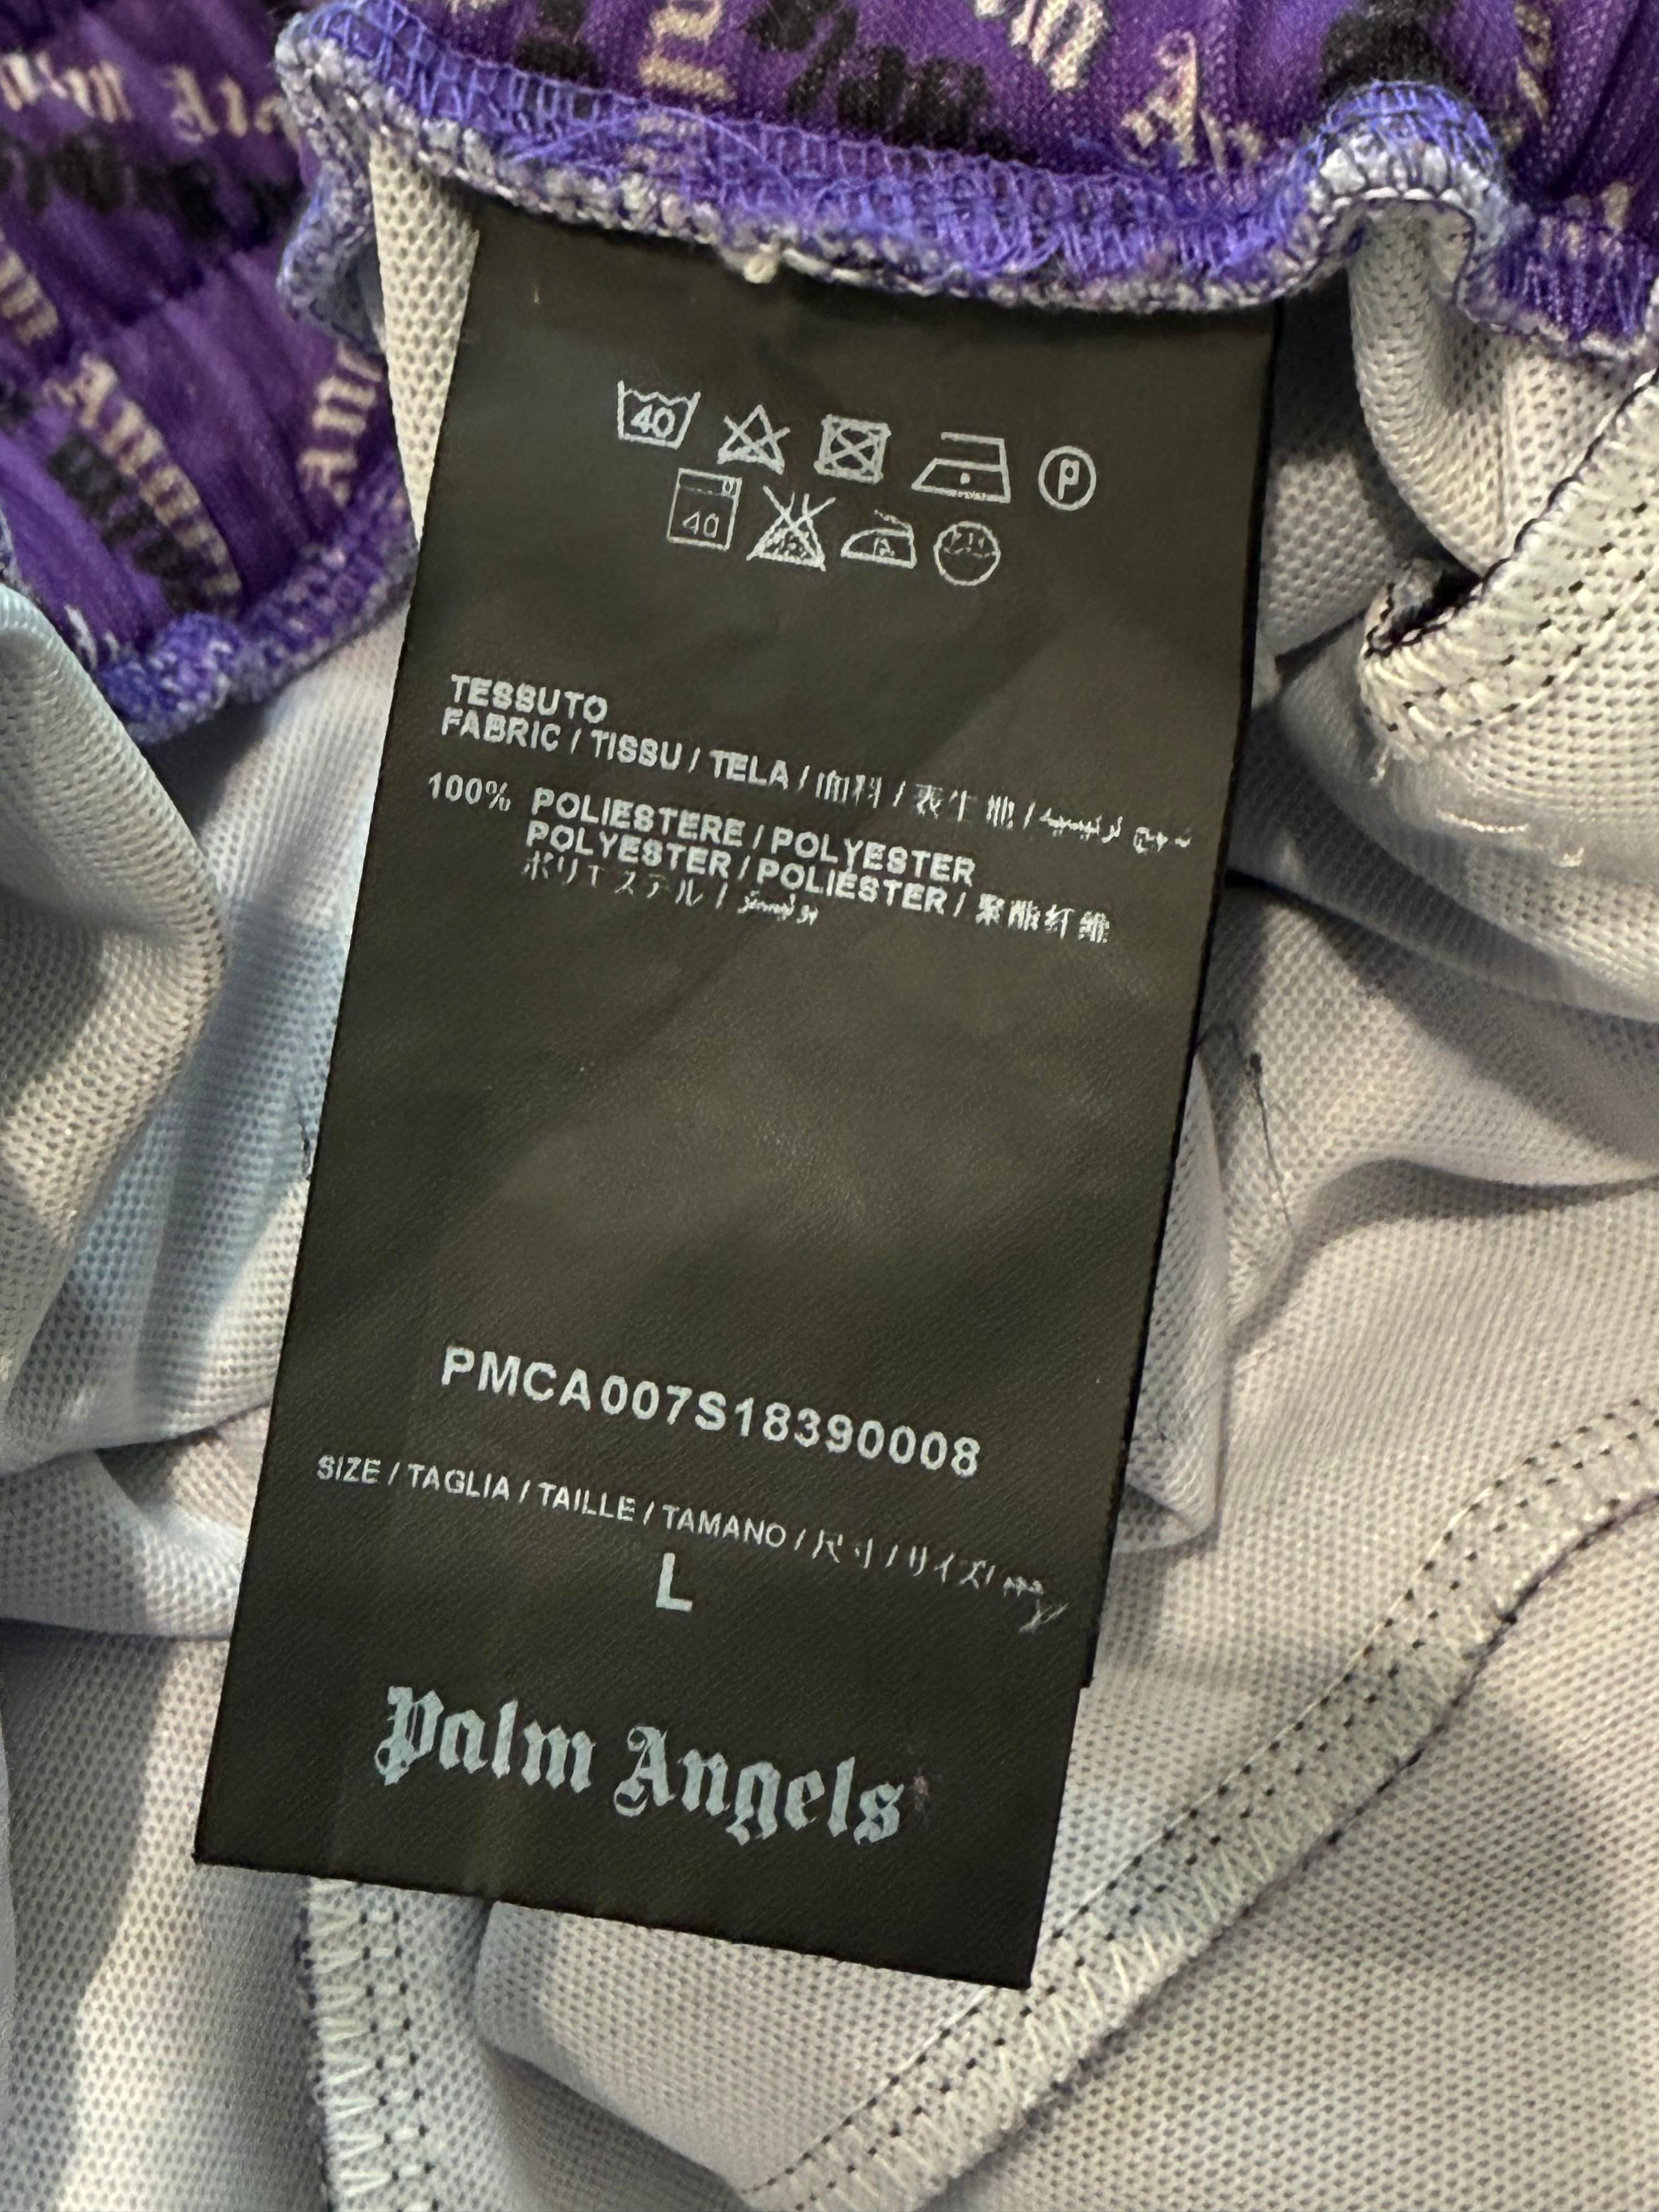 40
P
40
TESSUTO
FABRIC / TISSU / TELA / 面料 / 表生地 /
100% POLIESTERE / POLYESTER
POLYESTER / POLIESTER / 聚酯纤維
ポリエステル /
PMCA007S18390008
SIZE / TAGLIA / TAILLE / TAMANO / 尺寸 / サイズ/
L
Palm Angels